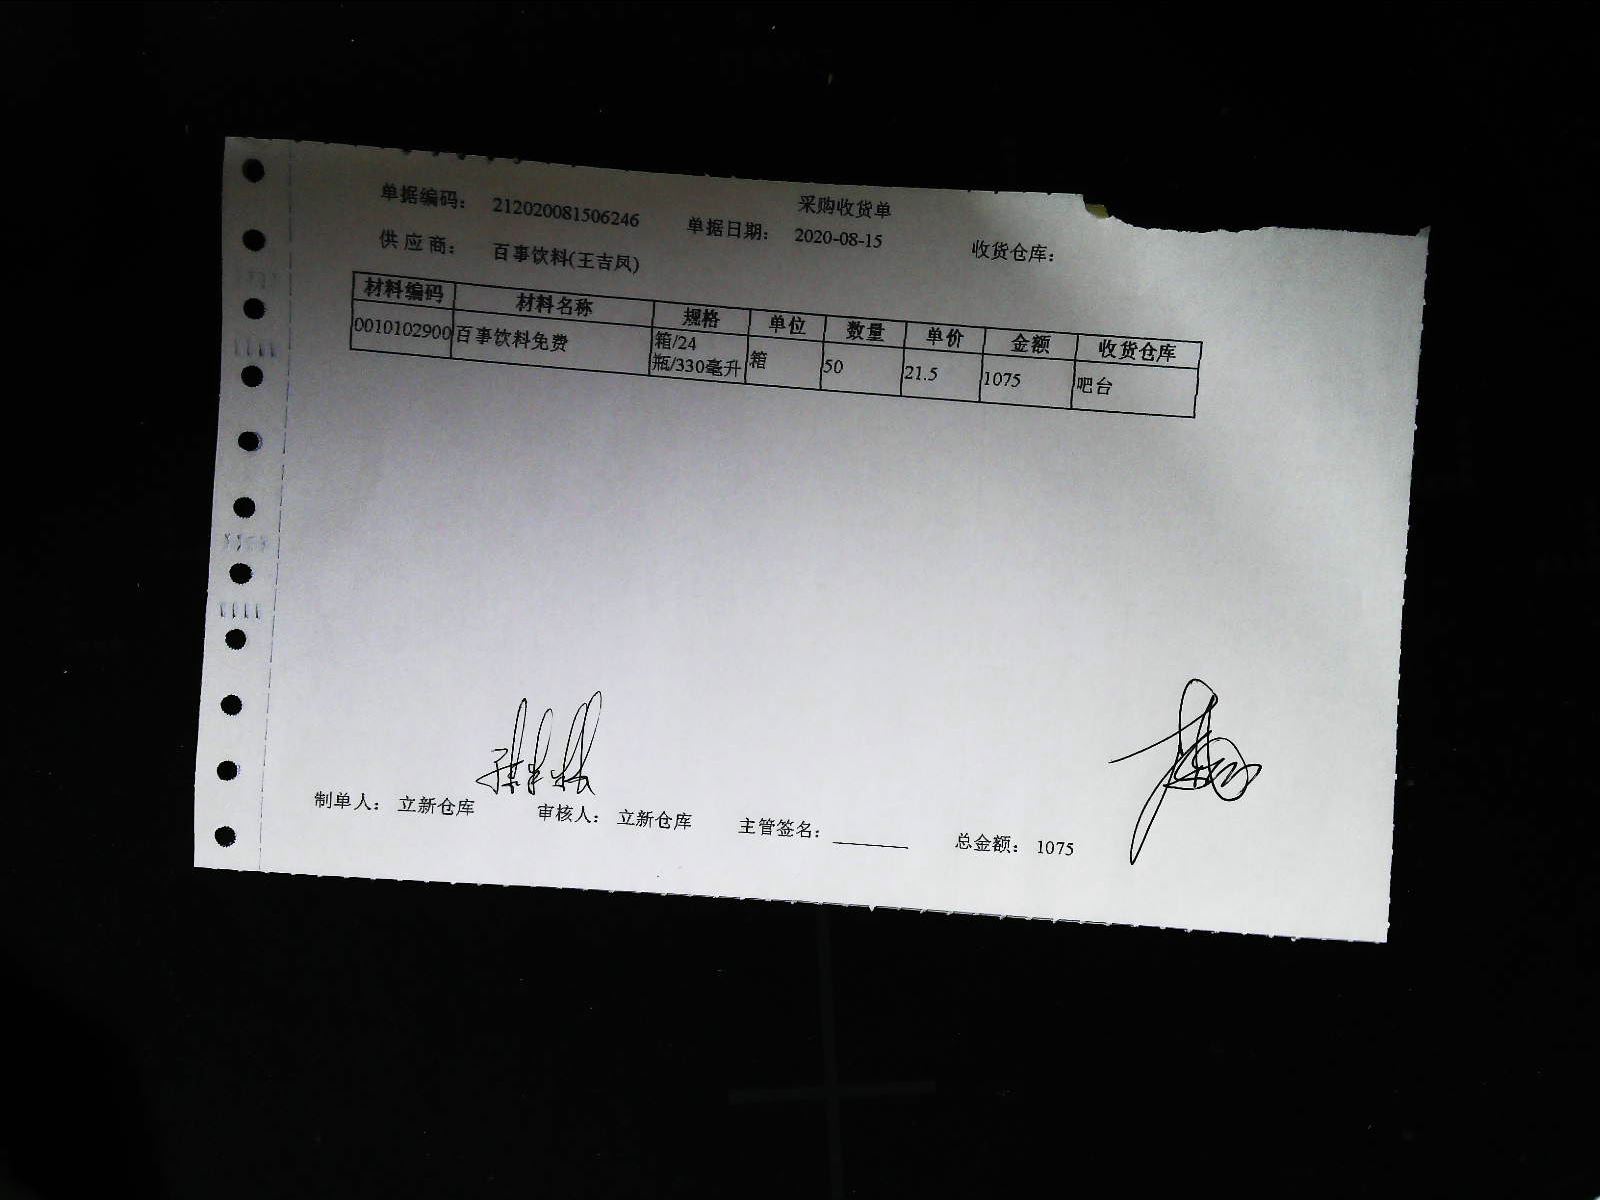 采购收货单
单据编码： 212020081506246 单据日期： 2020-08-15 收货仓库：
供 应 商： 百事饮料(王吉凤)
材料编码 材料名称 规格 单位 数量 单价 金额 收货仓库
0010102900 百事饮料免费 箱/24 箱 50 21.5 1075 吧台
瓶/330毫升
制单人： 立新仓库 审核人： 立新仓库 主管签名： 总金额： 1075